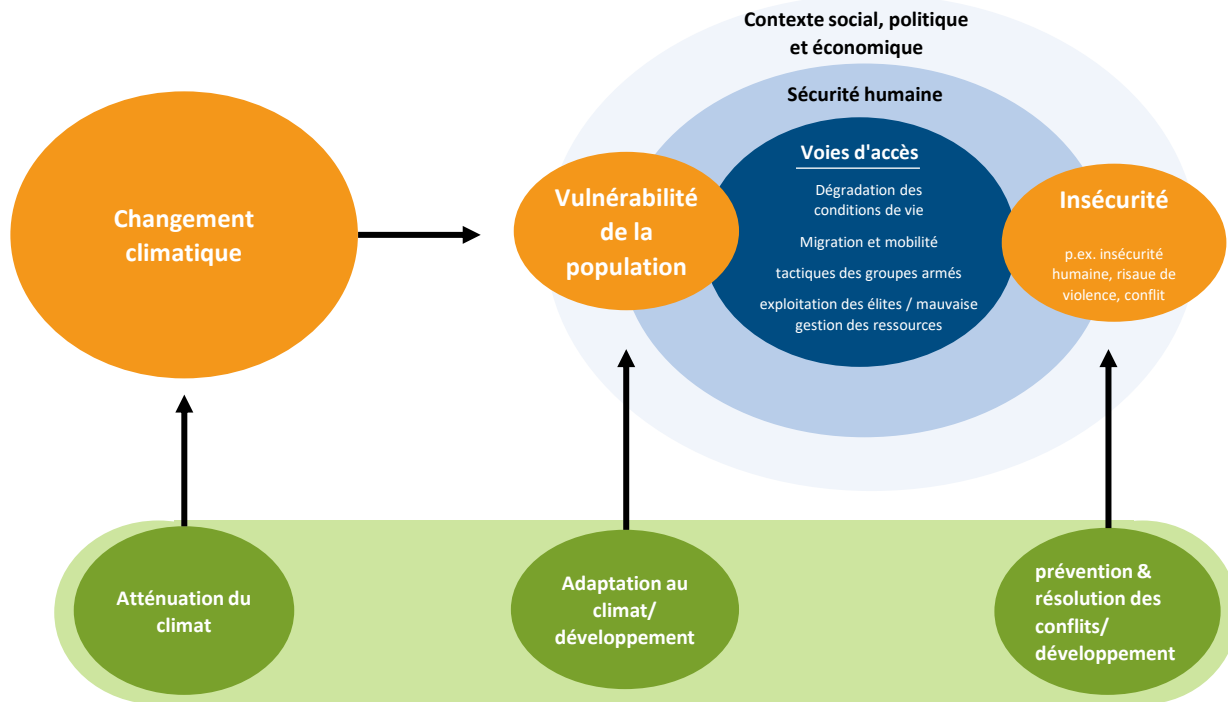 Contexte social, politique
et économique
Sécurité humaine
Changement
climatique
Vulnérabilité
de la
population
Voies d'accès
Dégradation des
conditions de vie
Migration et mobilité
tactiques des groupes armés
exploitation des élites / mauvaise
gestion des ressources
Insécurité
p.ex. insécurité
humaine, risaue de
violence, conflit
Atténuation du
climat
Adaptation au
climat/
développement
prévention &
résolution des
conflits/
développement